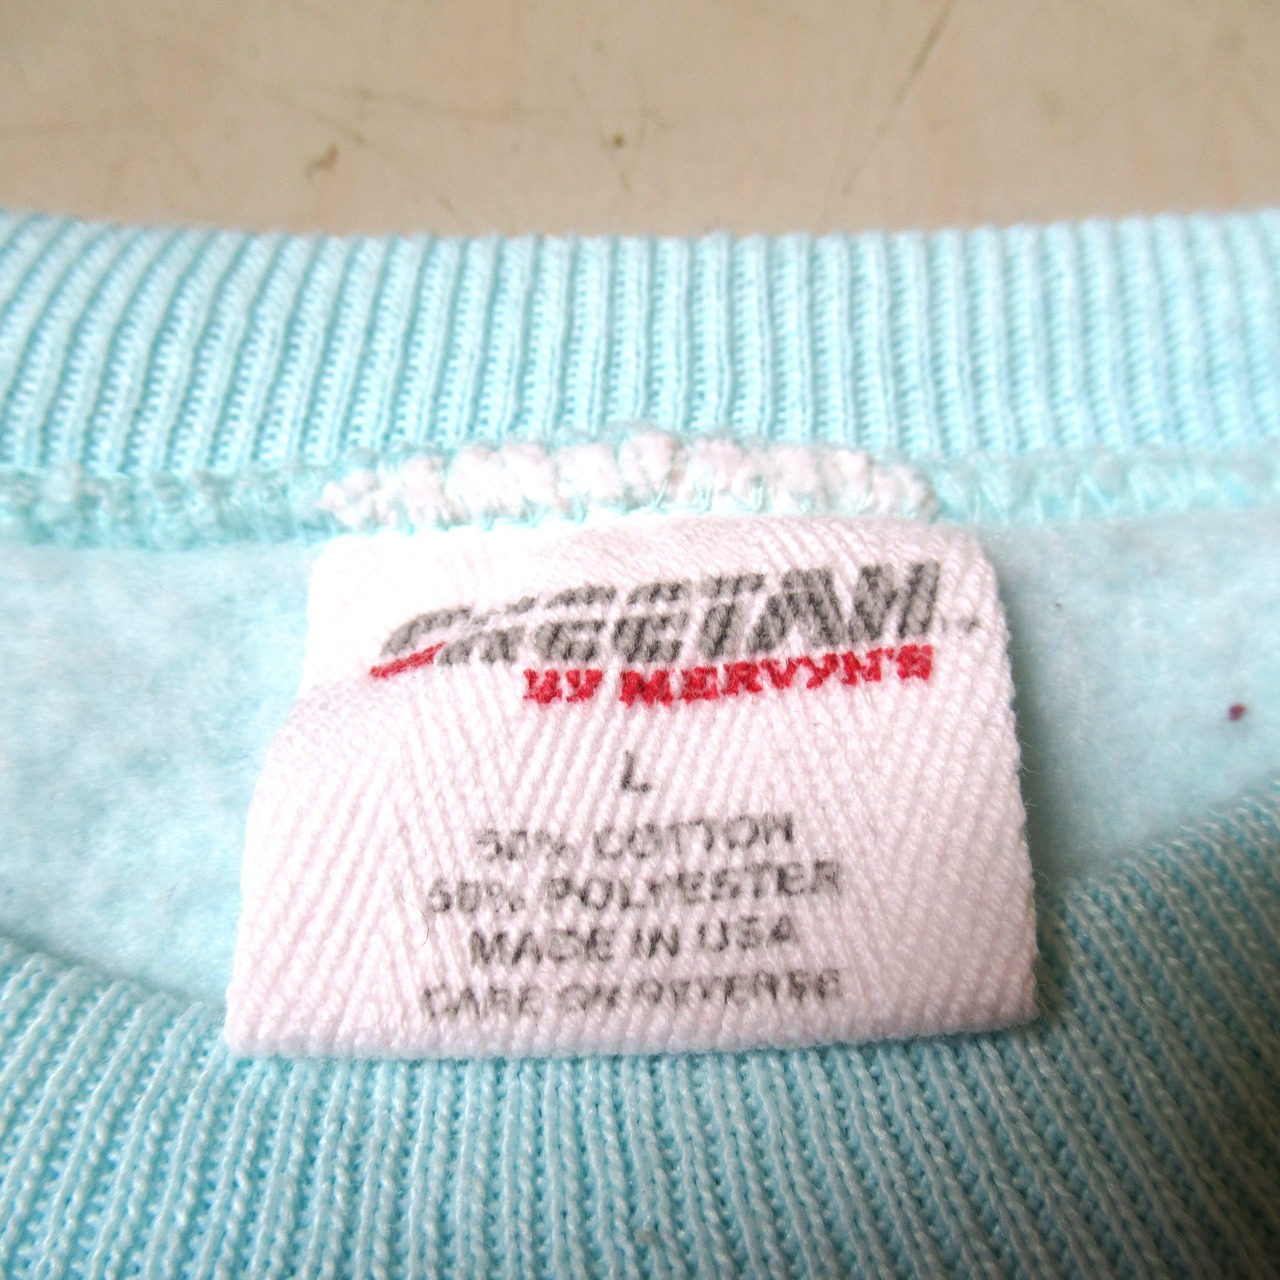 CHEETAH
BY MERVYN'S
L
50% COTTON
50% POLYESTER
MADE IN USA
CARE ON REVERSE